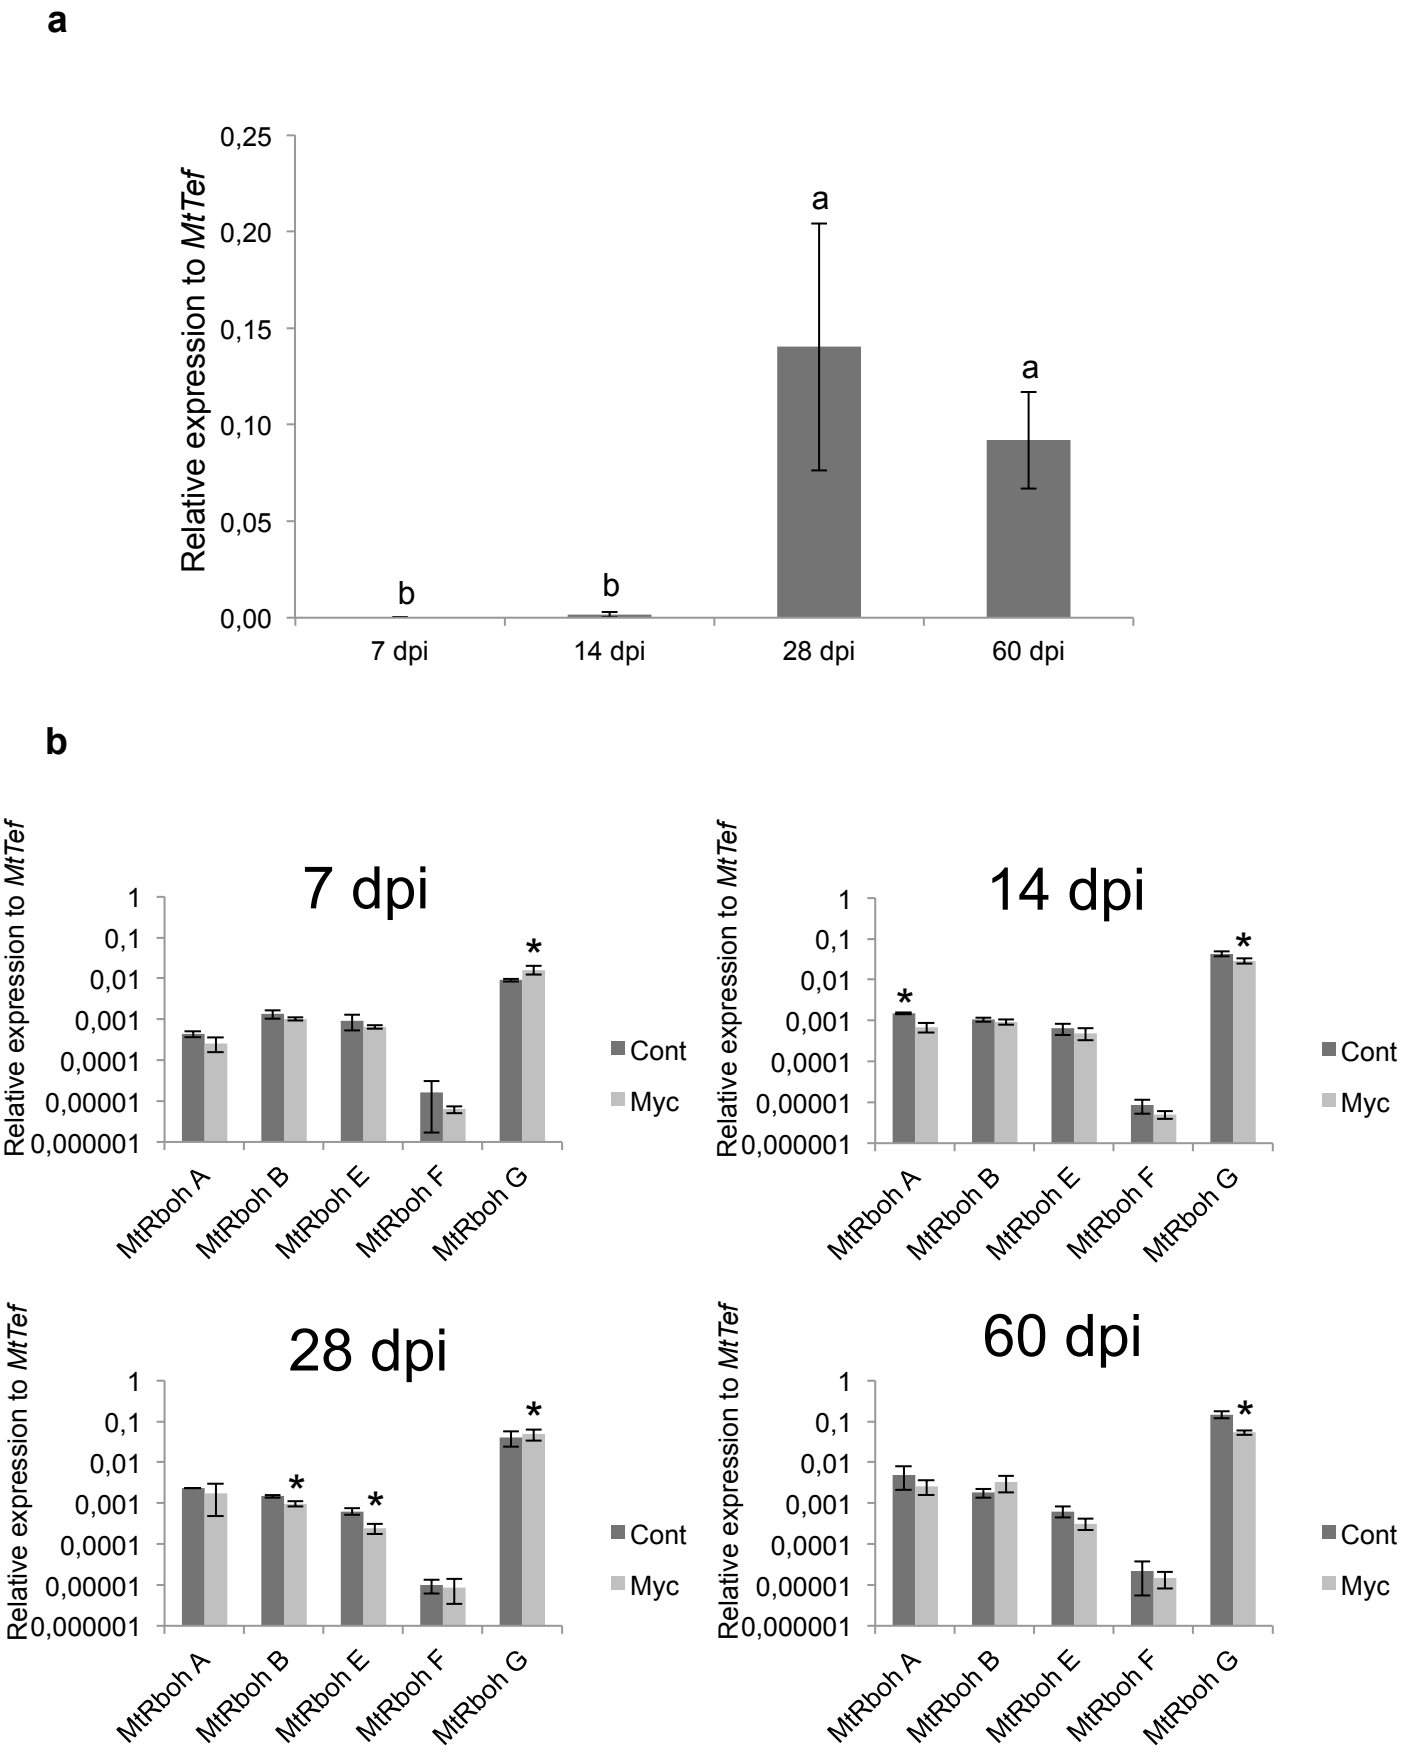 a
Relative expression to MtTef
0,25
0,20
0,15
0,10
0,05
0,00
b
b
a
a
7 dpi
14 dpi
28 dpi
60 dpi
b
7 dpi
Relative expression to MtTef
1
0,1
0,01
0,001
0,0001
0,00001
0,000001
*
Cont
Myc
MtRboh A
MtRboh B
MtRboh E
MtRboh F
MtRboh G
14 dpi
Relative expression to MtTef
1
0,1
0,01
0,001
0,0001
0,00001
0,000001
*
*
Cont
Myc
MtRboh A
MtRboh B
MtRboh E
MtRboh F
MtRboh G
28 dpi
Relative expression to MtTef
1
0,1
0,01
0,001
0,0001
0,00001
0,000001
*
*
*
Cont
Myc
MtRboh A
MtRboh B
MtRboh E
MtRboh F
MtRboh G
60 dpi
Relative expression to MtTef
1
0,1
0,01
0,001
0,0001
0,00001
0,000001
*
Cont
Myc
MtRboh A
MtRboh B
MtRboh E
MtRboh F
MtRboh G